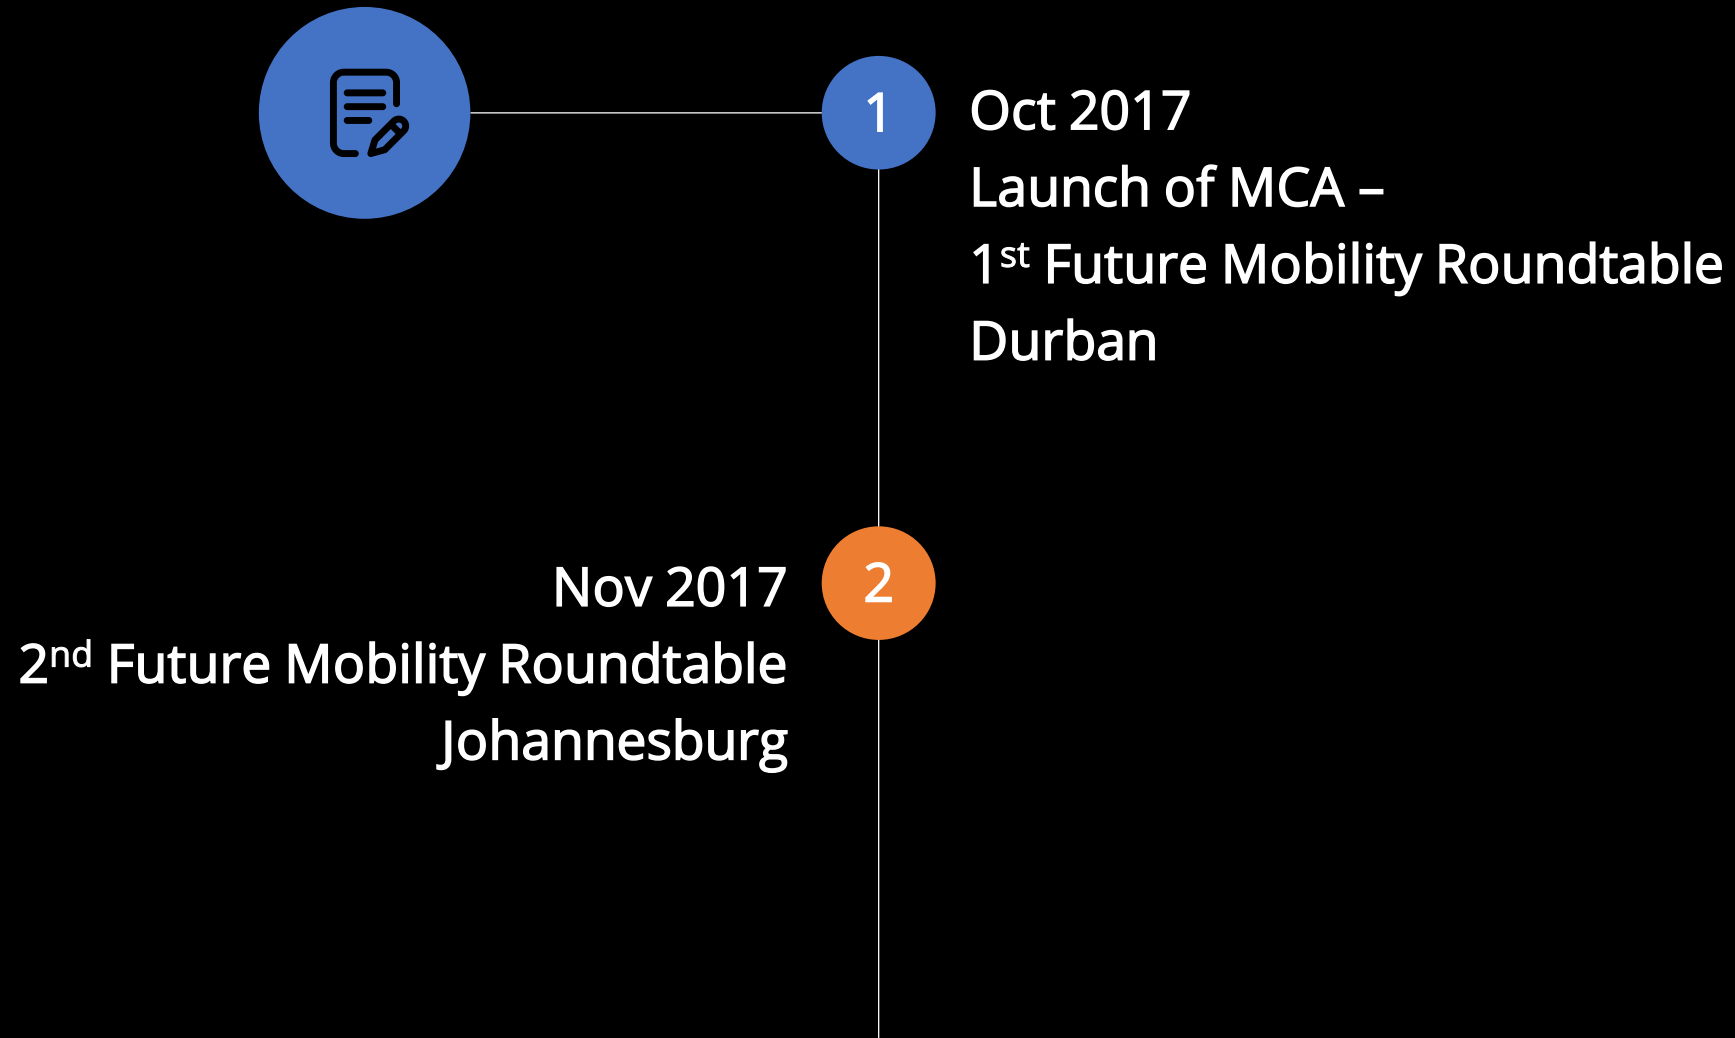 1
Oct 2017
Launch of MCA –
1st Future Mobility Roundtable
Durban
2
Nov 2017
2nd Future Mobility Roundtable
Johannesburg